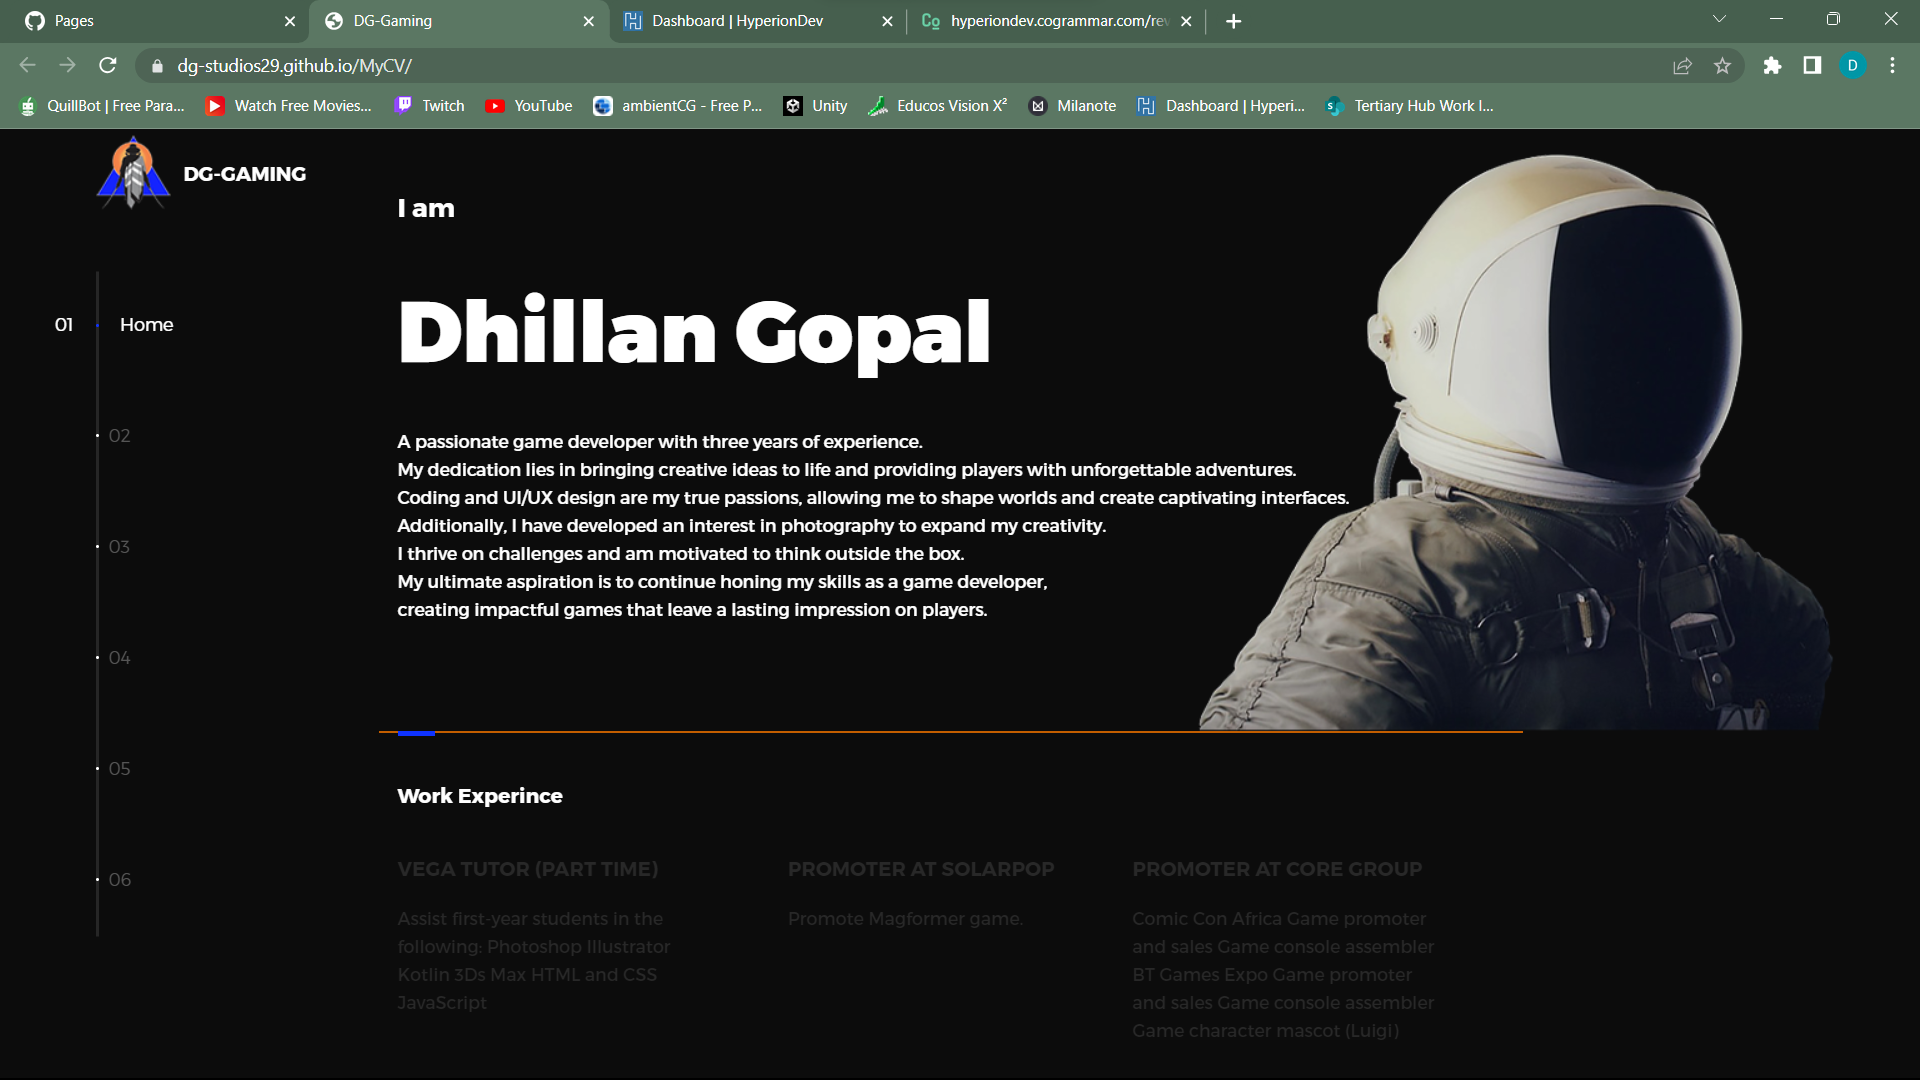 Pages
DG-Gaming
Dashboard | HyperionDev
hyperiondev.cogrammar.com/rev
dg-studios29.github.io/MyCV/
D
QuillBot | Free Para...
Watch Free Movies...
Twitch
YouTube
ambientCG - Free P...
Unity
Educos Vision X²
Milanote
Dashboard | Hyperi...
Tertiary Hub Work I...
DG-GAMING
I am
01 Home
Dhillan Gopal
02
03
04
05
06
A passionate game developer with three years of experience.
My dedication lies in bringing creative ideas to life and providing players with unforgettable adventures.
Coding and UI/UX design are my true passions, allowing me to shape worlds and create captivating interfaces.
Additionally, I have developed an interest in photography to expand my creativity.
I thrive on challenges and am motivated to think outside the box.
My ultimate aspiration is to continue honing my skills as a game developer,
creating impactful games that leave a lasting impression on players.
Work Experince
VEGA TUTOR (PART TIME)
Assist first-year students in the
following: Photoshop Illustrator
Kotlin 3Ds Max HTML and CSS
JavaScript
PROMOTER AT SOLARPOP
Promote Magformer game.
PROMOTER AT CORE GROUP
Comic Con Africa Game promoter
and sales Game console assembler
BT Games Expo Game promoter
and sales Game console assembler
Game character mascot (Luigi)